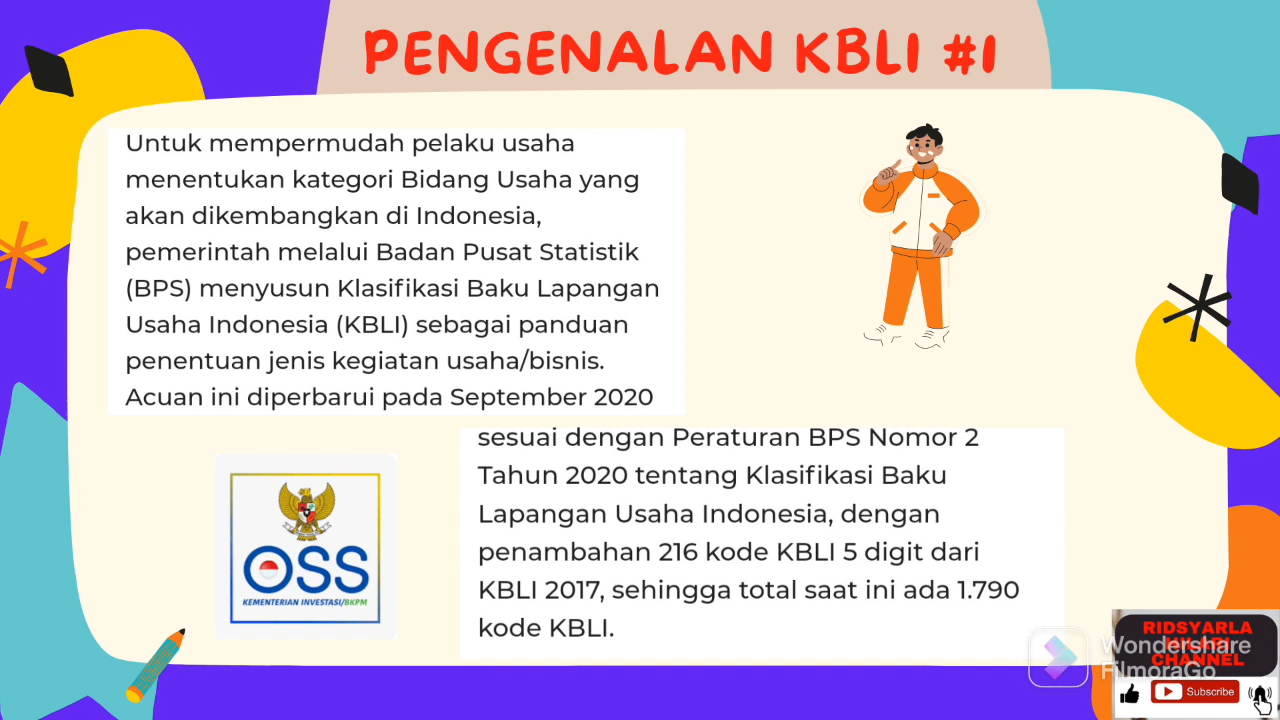 PENGENALAN KBLI #1
Untuk mempermudah pelaku usaha
menentukan kategori Bidang Usaha yang
akan dikembangkan di Indonesia,
pemerintah melalui Badan Pusat Statistik
(BPS) menyusun Klasifikasi Baku Lapangan
Usaha Indonesia (KBLI) sebagai panduan
penentuan jenis kegiatan usaha/bisnis.
Acuan ini diperbarui pada September 2020
sesuai dengan Peraturan BPS Nomor 2
Tahun 2020 tentang Klasifikasi Baku
Lapangan Usaha Indonesia, dengan
penambahan 216 kode KBLI 5 digit dari
KBLI 2017, sehingga total saat ini ada 1.790
kode KBLI.
OSS
KEMENTERIAN INVESTASI/BKPM
RIDSYARLA
CHANNEL
Wondershare
FilmoraGo
Subscribe